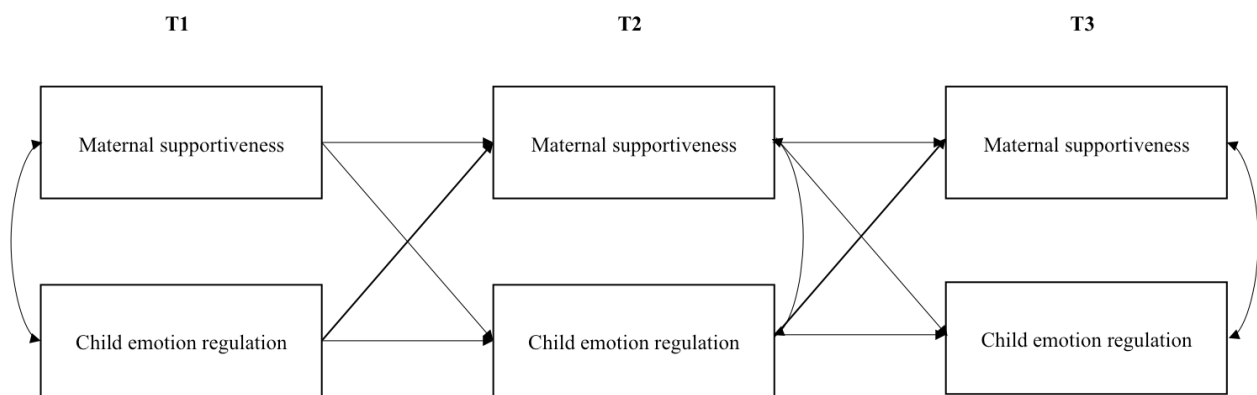 T1 T2 T3
Maternal supportiveness Maternal supportiveness Maternal supportiveness
Child emotion regulation Child emotion regulation Child emotion regulation